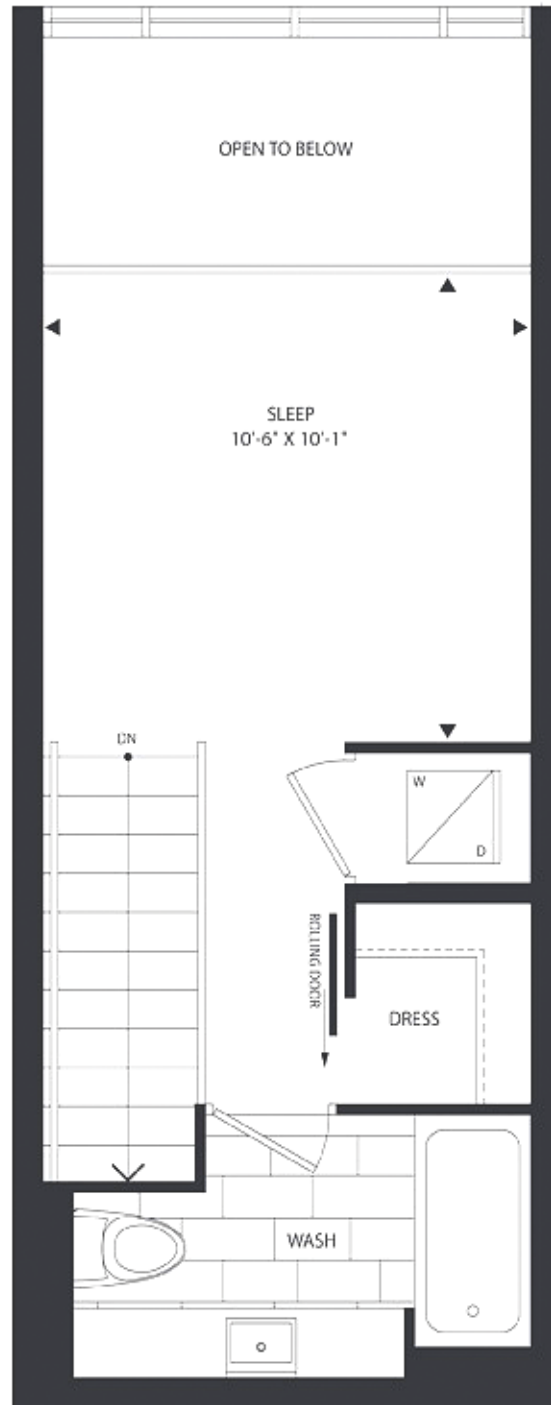 OPEN TO BELOW
SLEEP
10'-6" X 10'-1"
DN
W
D
ROLLING DOOR
DRESS
WASH